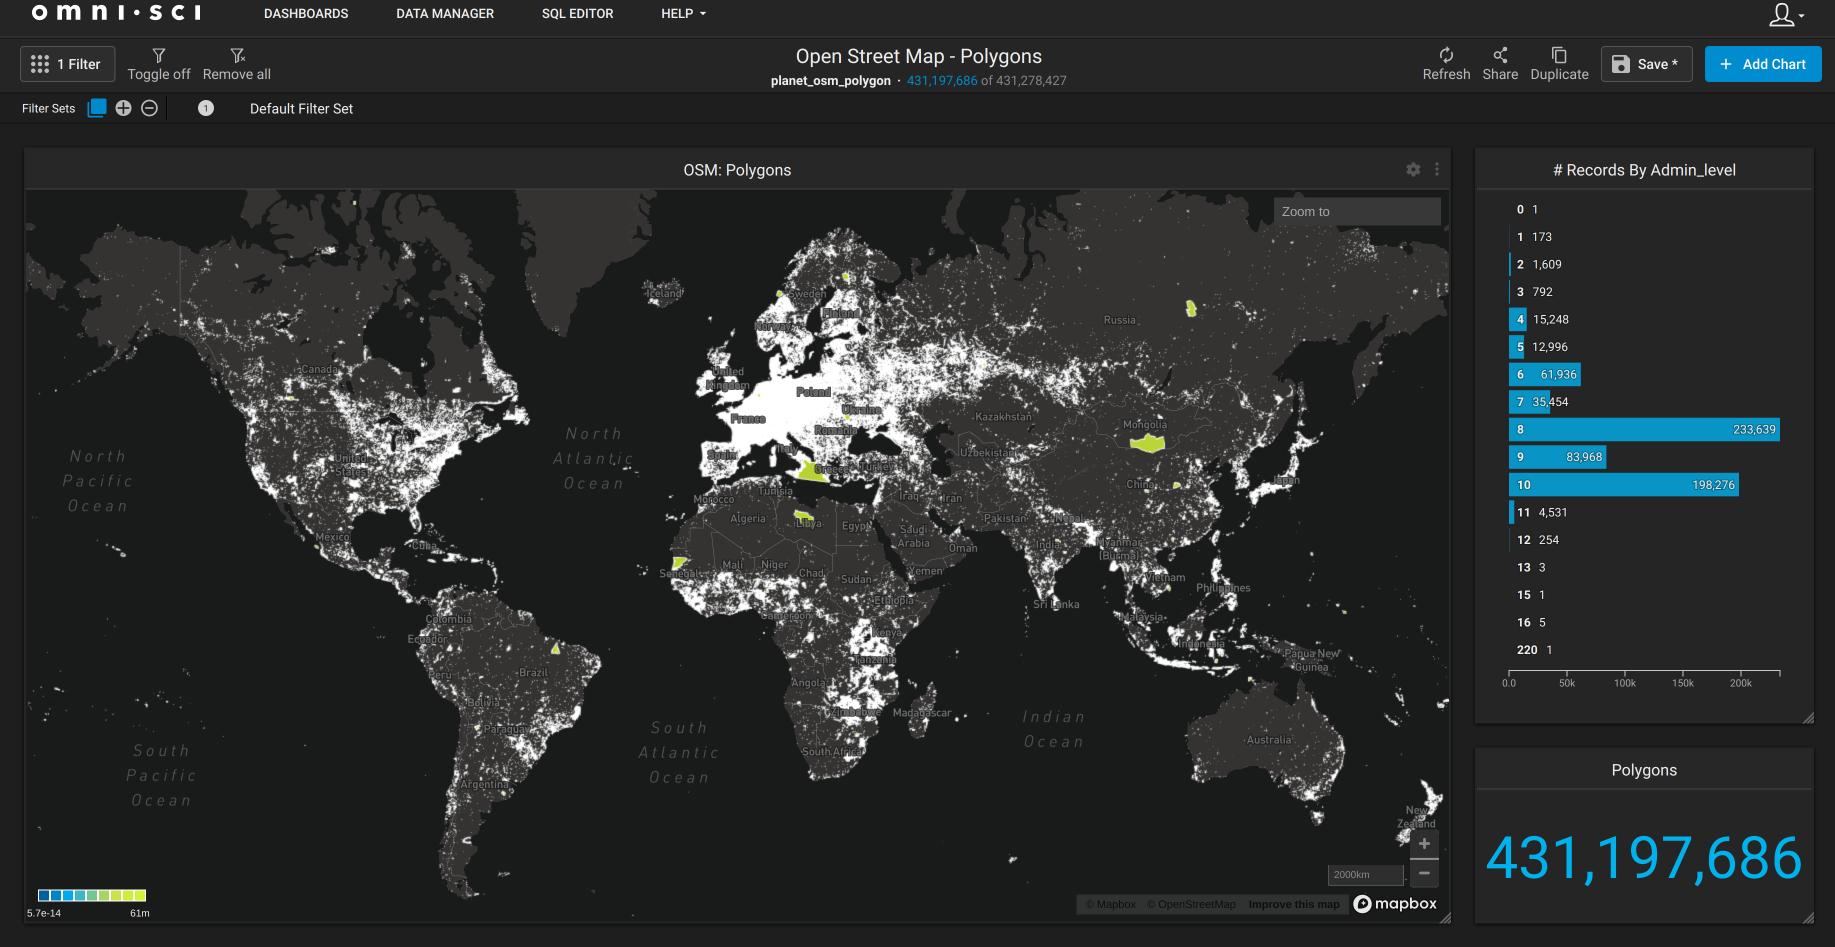 omni·sci
DASHBOARDS
DATA MANAGER
SQL EDITOR
HELP
1 Filter
Toggle off
Remove all
Open Street Map - Polygons
planet_osm_polygon · 431,197,686 of 431,278,427
Refresh
Share
Duplicate
Save *
+ Add Chart
Filter Sets
1
Default Filter Set
OSM: Polygons
Zoom to
Iceland
Sweden
Finland
Norway
Russia
Canada
United
Kingdom
Poland
France
Ukraine
Romania
Kazakhstan
Mongolia
North
Pacific
Ocean
North
Atlantic
Ocean
United
States
Spain
Italy
Greece
Turkey
Uzbekistan
China
Japan
Morocco
Tunisia
Algeria
Libya
Egypt
Iraq
Iran
Saudi
Arabia
Pakistan
Nepal
Mexico
Cuba
Oman
India
Myanmar
(Burma)
Senegal
Mali
Niger
Chad
Sudan
Yemen
Vietnam
Philippines
Ethiopia
Sri Lanka
Cameroon
Malaysia
Colombia
Ecuador
Kenya
Indonesia
Papua New
Guinea
Tanzania
Peru
Brazil
Angola
Bolivia
Zimbabwe
Madagascar
Paraguay
South
Atlantic
Ocean
Indian
Ocean
South Africa
Australia
South
Pacific
Ocean
Argentina
New
Zealand
5.7e-14
61m
+
−
2000km
© Mapbox © OpenStreetMap Improve this map
mapbox
# Records By Admin_level
0 1
1 173
2 1,609
3 792
4 15,248
5 12,996
6 61,936
7 35,454
8 233,639
9 83,968
10 198,276
11 4,531
12 254
13 3
15 1
16 5
220 1
0.0 50k 100k 150k 200k
Polygons
431,197,686